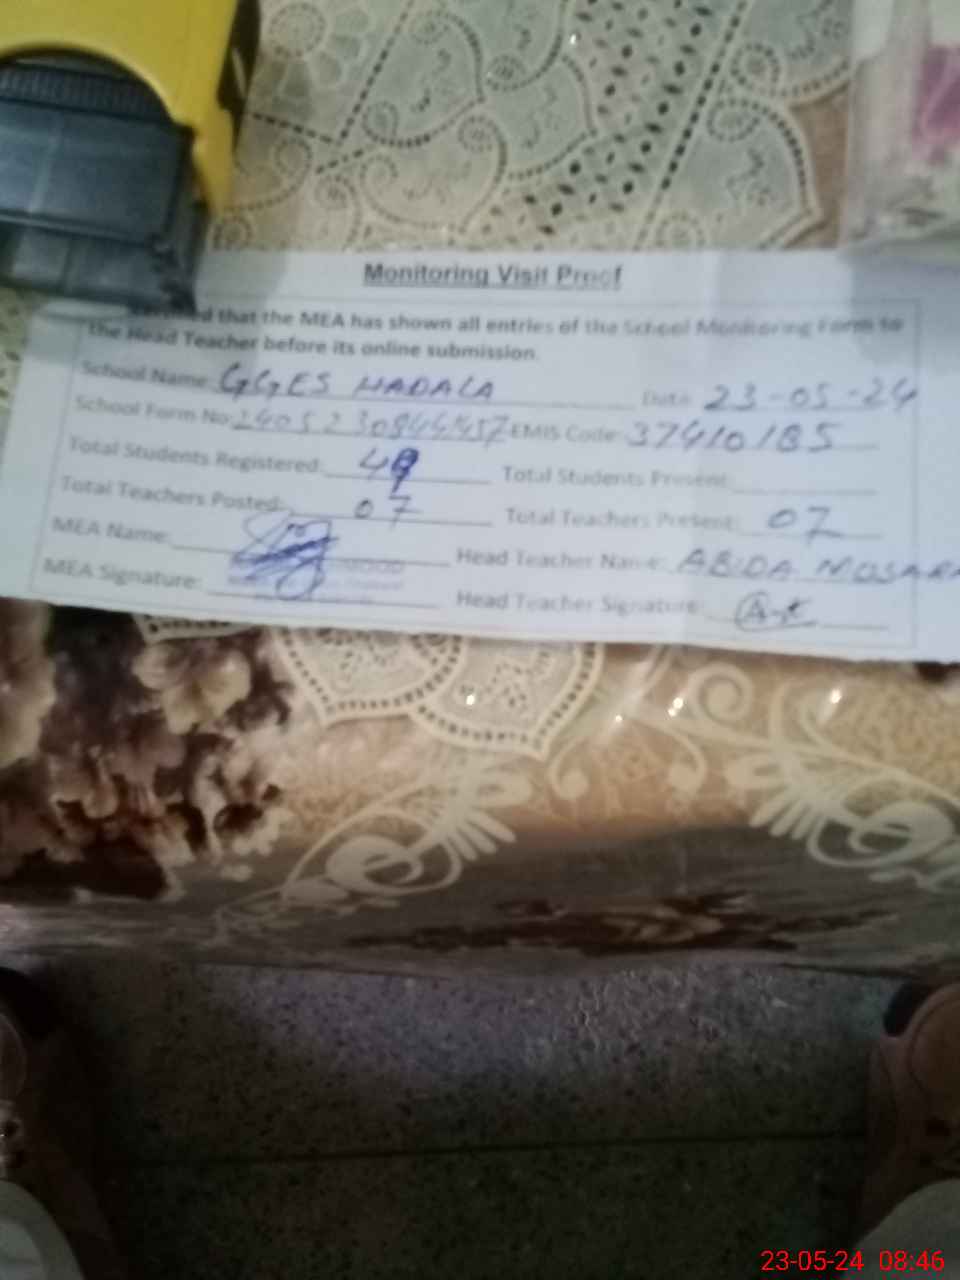 Monitoring Visit Proof
that the MEA has shown all entries of the School Monitoring Form to
the Head Teacher before its online submission.
School Name: GGES HADALA Date: 23-05-24
School Form No: EMIS Code: 37410185
Total Students Registered: 49 Total Students Present:
Total Teachers Posted: 07 Total Teachers Present: 07
MEA Name: Head Teacher Name: ABIDA
MEA Signature: Head Teacher Signature:
23-05-24 08:46